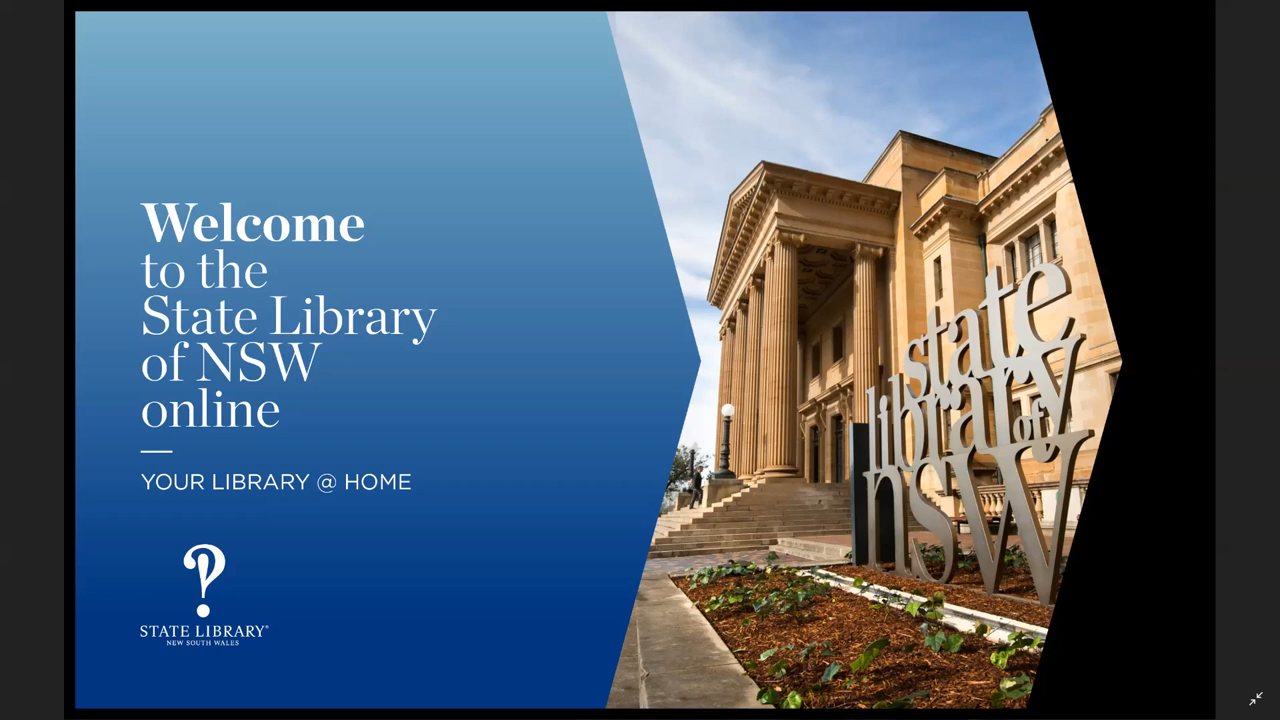 Welcome
to the
State Library
of NSW
online
YOUR LIBRARY @ HOME
STATE LIBRARY®
NEW SOUTH WALES
state
library
of
nsw